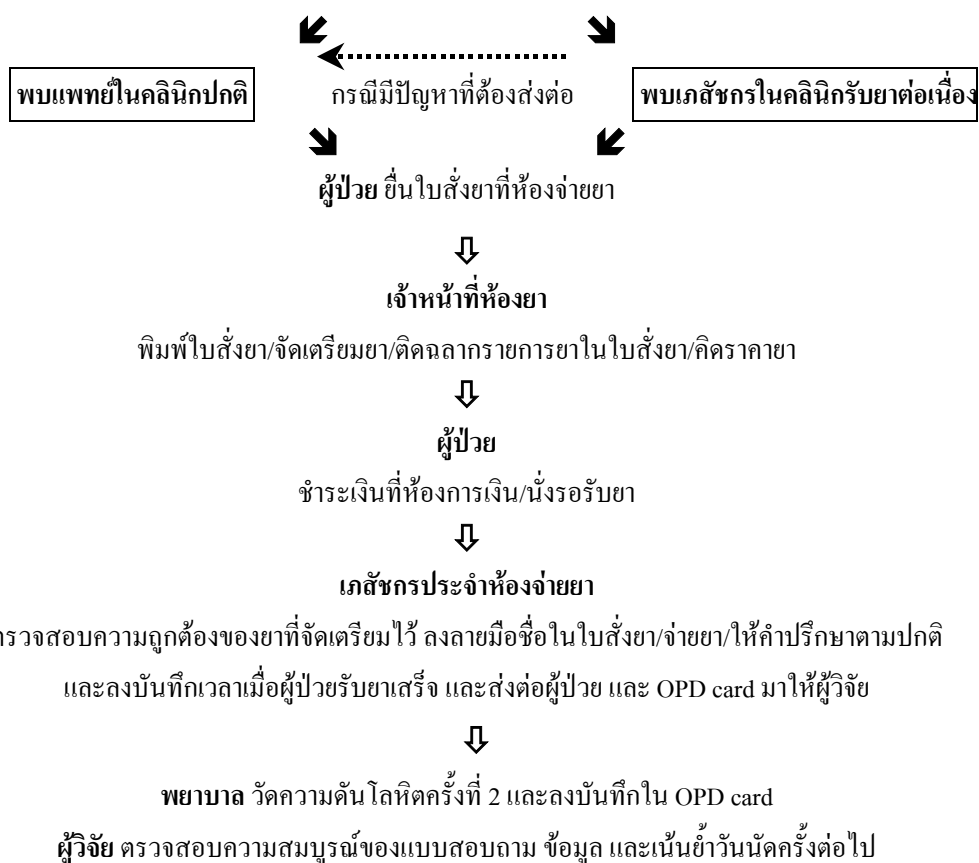 พบแพทย์ในคลินิกปกติ กรณีมีปัญหาที่ต้องส่งต่อ พบเภสัชกรในคลินิกรับยาต่อเนื่อง
ผู้ป่วย ยื่นใบสั่งยาที่ห้องจ่ายยา
เจ้าหน้าที่ห้องยา
พิมพ์ใบสั่งยา/จัดเตรียมยา/ติดฉลากรายการยาในใบสั่งยา/คิดราคายา
ผู้ป่วย
ชำระเงินที่ห้องการเงิน/นั่งรอรับยา
เภสัชกรประจำห้องจ่ายยา
ตรวจสอบความถูกต้องของยาที่จัดเตรียมไว้ ลงลายมือชื่อในใบสั่งยา/จ่ายยา/ให้คำปรึกษาตามปกติ
และลงบันทึกเวลาเมื่อผู้ป่วยรับยาเสร็จ และส่งต่อผู้ป่วย และ OPD card มาให้ผู้วิจัย
พยาบาล วัดความดันโลหิตครั้งที่ 2 และลงบันทึกใน OPD card
ผู้วิจัย ตรวจสอบความสมบูรณ์ของแบบสอบถาม ข้อมูล และเน้นย้ำวันนัดครั้งต่อไป